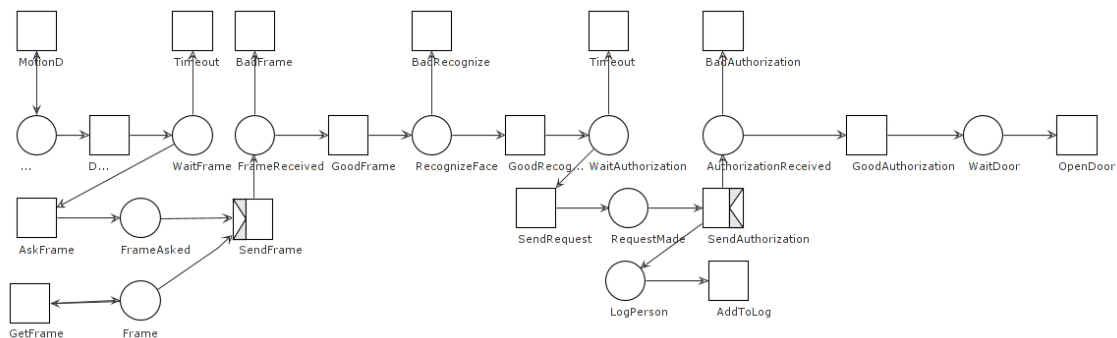 MotionD
Timeout
BadFrame
BadRecognize
Timeout
BadAuthorization
...
D...
WaitFrame
FrameReceived
GoodFrame
RecognizeFace
GoodRecog...
WaitAuthorization
AuthorizationReceived
GoodAuthorization
WaitDoor
OpenDoor
AskFrame
FrameAsked
SendFrame
SendRequest
RequestMade
SendAuthorization
GetFrame
Frame
LogPerson
AddToLog